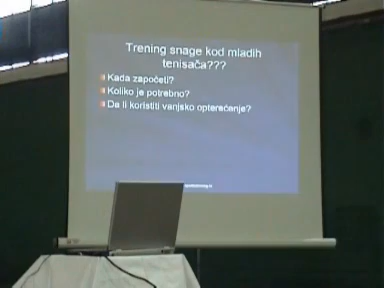 Trening snage kod mladih
tenisača???
Kada započeti?
Koliko je potrebno?
Da li koristiti vanjsko opterećenje?